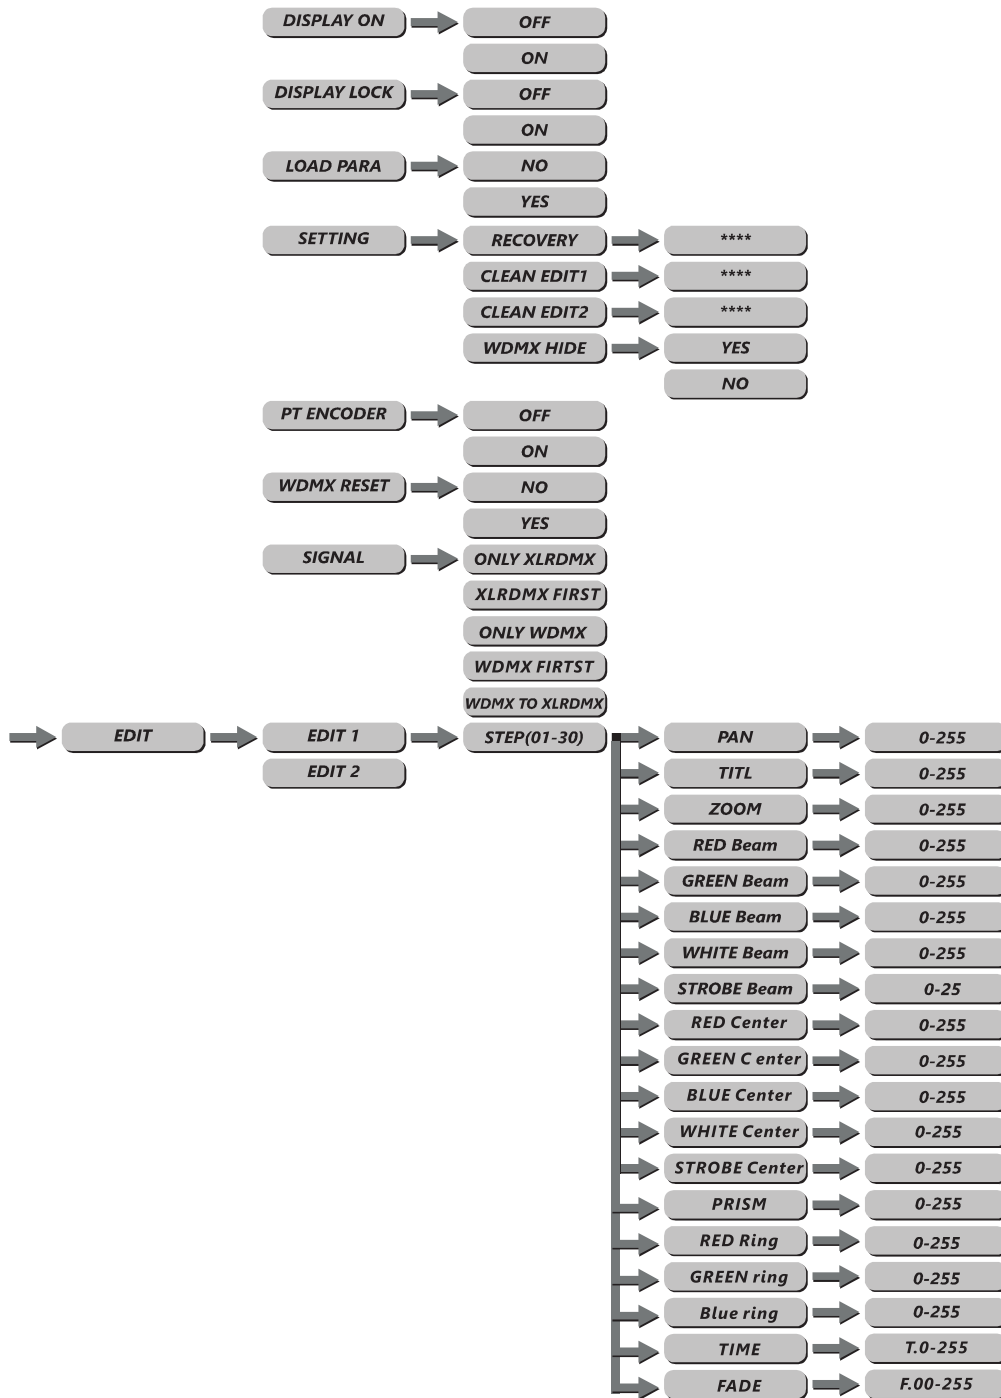 DISPLAY ON OFF
ON
DISPLAY LOCK OFF
ON
LOAD PARA NO
YES
SETTING RECOVERY ****
CLEAN EDIT1 ****
CLEAN EDIT2 ****
WDMX HIDE YES
NO
PT ENCODER OFF
ON
WDMX RESET NO
YES
SIGNAL ONLY XLRDMX
XLRDMX FIRST
ONLY WDMX
WDMX FIRTST
WDMX TO XLRDMX
EDIT EDIT 1 STEP(01-30) PAN 0-255
EDIT 2 TITL 0-255
ZOOM 0-255
RED Beam 0-255
GREEN Beam 0-255
BLUE Beam 0-255
WHITE Beam 0-255
STROBE Beam 0-25
RED Center 0-255
GREEN C enter 0-255
BLUE Center 0-255
WHITE Center 0-255
STROBE Center 0-255
PRISM 0-255
RED Ring 0-255
GREEN ring 0-255
Blue ring 0-255
TIME T.0-255
FADE F.00-255